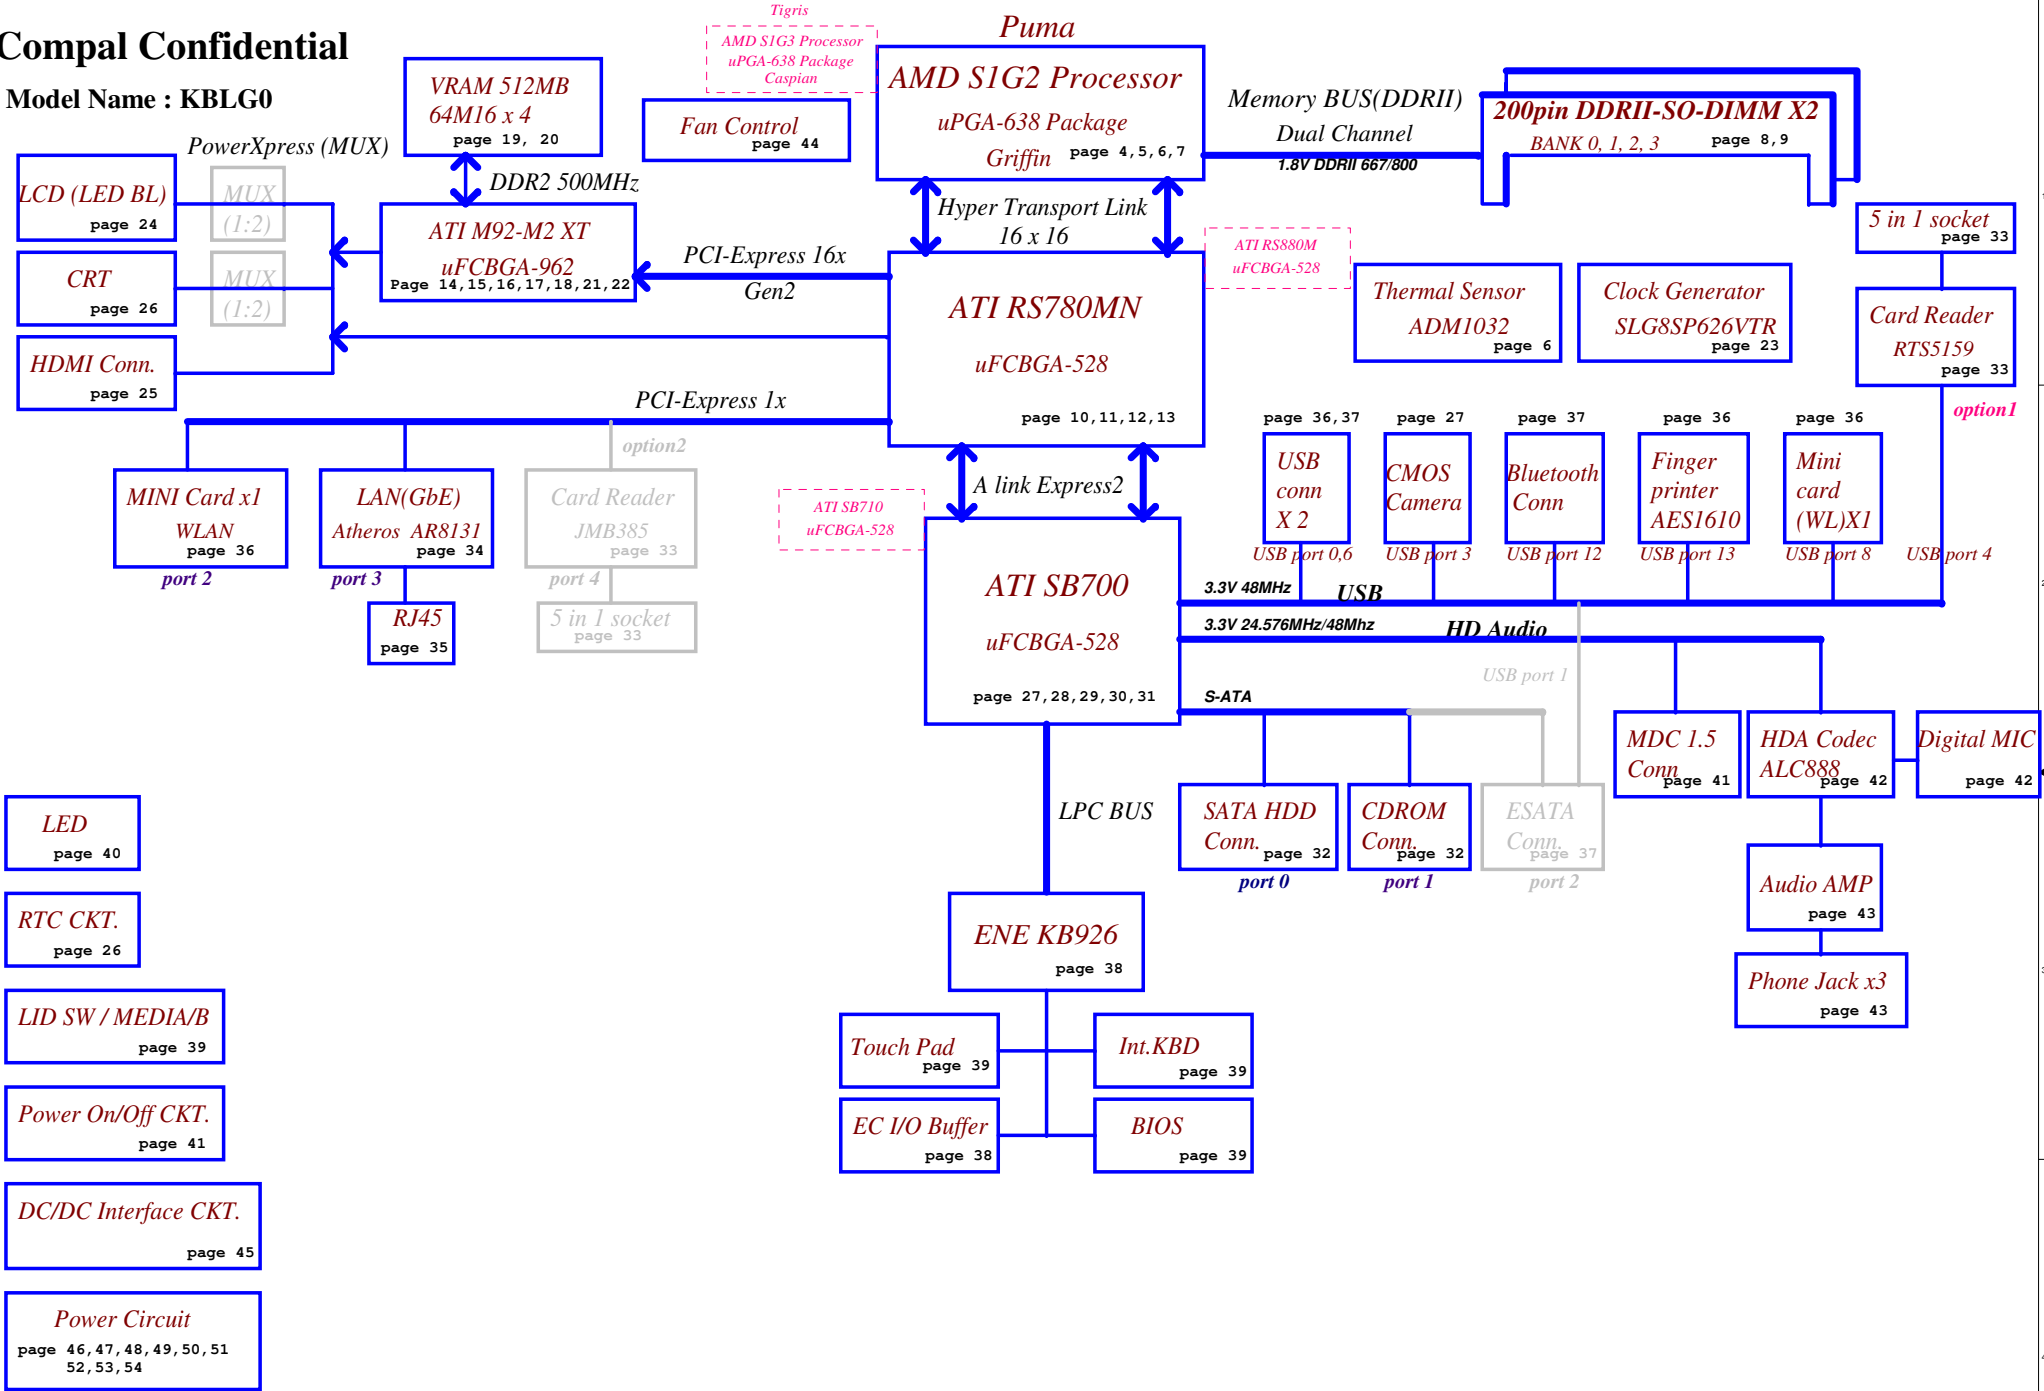 Compal Confidential
Model Name : KBLG0
Tigris
AMD S1G3 Processor
uPGA-638 Package
Caspian
Puma
AMD S1G2 Processor
uPGA-638 Package
Griffin
page 4,5,6,7
Memory BUS(DDRII)
Dual Channel
1.8V DDRII 667/800
200pin DDRII-SO-DIMM X2
BANK 0, 1, 2, 3
page 8,9
VRAM 512MB
64M16 x 4
page 19, 20
Fan Control
page 44
PowerXpress (MUX)
DDR2 500MHz
LCD (LED BL)
page 24
MUX
(1:2)
CRT
page 26
MUX
(1:2)
HDMI Conn.
page 25
ATI M92-M2 XT
uFCBGA-962
Page 14,15,16,17,18,21,22
PCI-Express 16x
Gen2
Hyper Transport Link
16 x 16
ATI RS880M
uFCBGA-528
ATI RS780MN
uFCBGA-528
page 10,11,12,13
Thermal Sensor
ADM1032
page 6
Clock Generator
SLG8SP626VTR
page 23
5 in 1 socket
page 33
Card Reader
RTS5159
page 33
option1
PCI-Express 1x
option2
MINI Card x1
WLAN
page 36
port 2
LAN(GbE)
Atheros AR8131
page 34
port 3
RJ45
page 35
Card Reader
JMB385
page 33
port 4
5 in 1 socket
page 33
A link Express2
ATI SB710
uFCBGA-528
page 36,37
USB
conn
X 2
USB port 0,6
page 27
CMOS
Camera
USB port 3
page 37
Bluetooth
Conn
USB port 12
page 36
Finger
printer
AES1610
USB port 13
page 36
Mini
card
(WL)X1
USB port 8
USB port 4
ATI SB700
uFCBGA-528
page 27,28,29,30,31
3.3V 48MHz
USB
3.3V 24.576MHz/48Mhz
HD Audio
USB port 1
S-ATA
LPC BUS
SATA HDD
Conn.
page 32
port 0
CDROM
Conn.
page 32
port 1
ESATA
Conn.
page 37
port 2
MDC 1.5
Conn
page 41
HDA Codec
ALC888
page 42
Digital MIC
page 42
Audio AMP
page 43
Phone Jack x3
page 43
ENE KB926
page 38
Touch Pad
page 39
Int.KBD
page 39
EC I/O Buffer
page 38
BIOS
page 39
LED
page 40
RTC CKT.
page 26
LID SW / MEDIA/B
page 39
Power On/Off CKT.
page 41
DC/DC Interface CKT.
page 45
Power Circuit
page 46,47,48,49,50,51
52,53,54